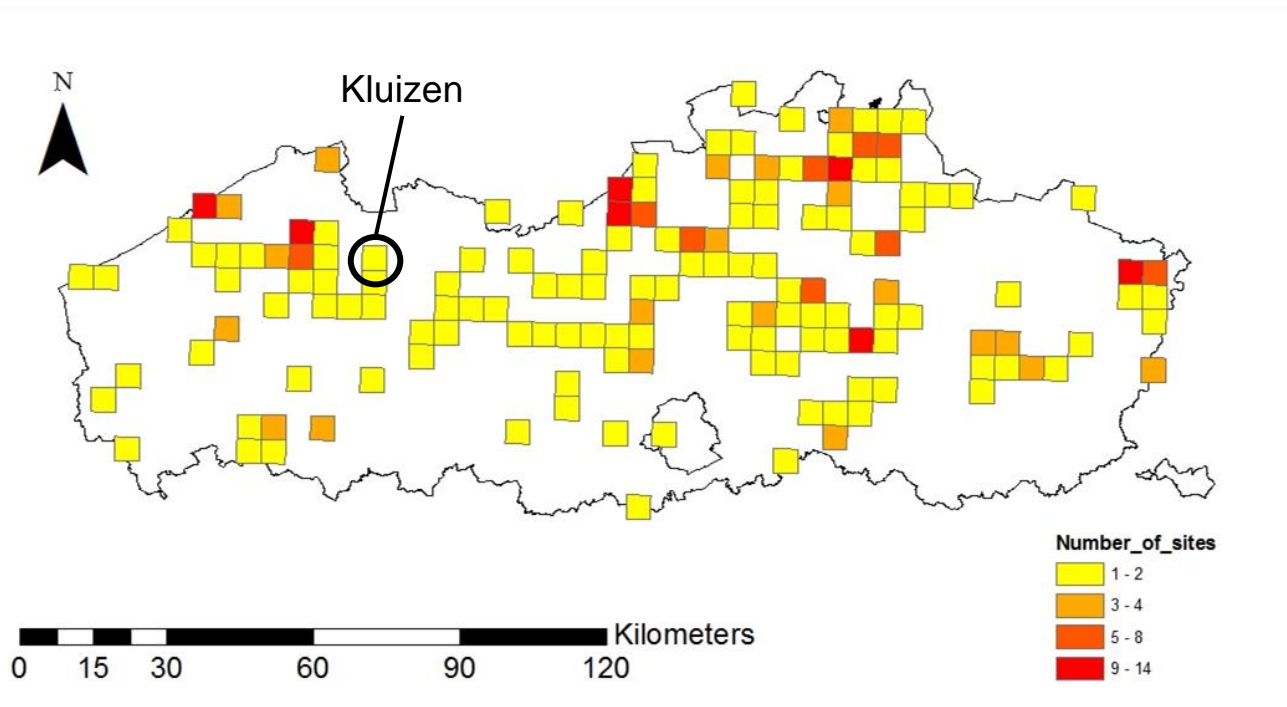 Kluizen
N
Number_of_sites
1 - 2
3 - 4
5 - 8
9 - 14
Kilometers
0 15 30 60 90 120